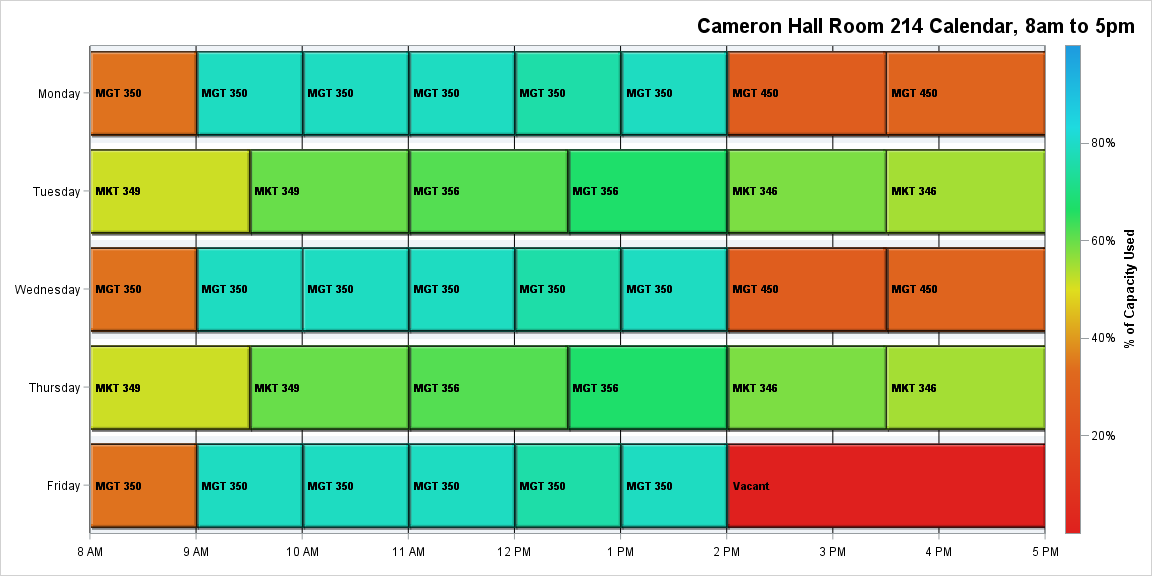 Cameron Hall Room 214 Calendar, 8am to 5pm
Monday MGT 350 MGT 350 MGT 350 MGT 350 MGT 350 MGT 350 MGT 450 MGT 450
80%
Tuesday MKT 349 MKT 349 MGT 356 MGT 356 MKT 346 MKT 346
60%
% of Capacity Used
Wednesday MGT 350 MGT 350 MGT 350 MGT 350 MGT 350 MGT 350 MGT 450 MGT 450
40%
Thursday MKT 349 MKT 349 MGT 356 MGT 356 MKT 346 MKT 346
20%
Friday MGT 350 MGT 350 MGT 350 MGT 350 MGT 350 MGT 350 Vacant
8 AM 9 AM 10 AM 11 AM 12 PM 1 PM 2 PM 3 PM 4 PM 5 PM